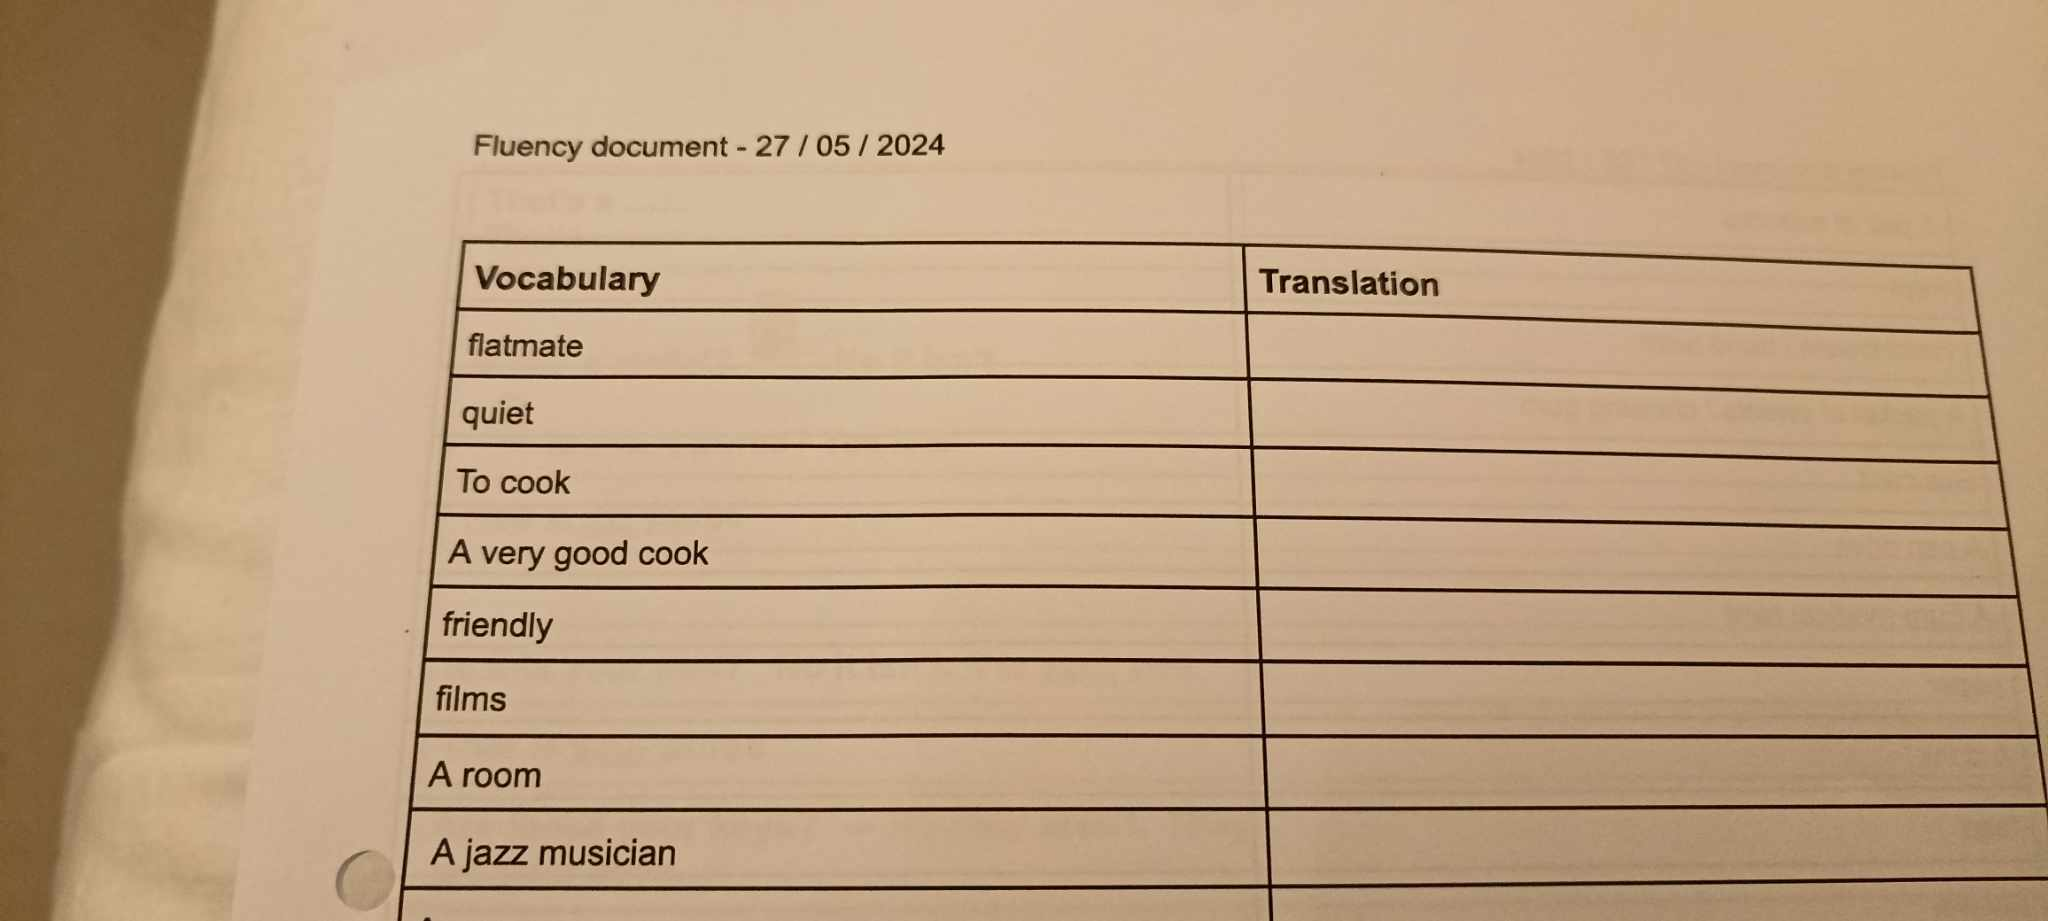 Fluency document - 27 / 05 / 2024
Vocabulary Translation
flatmate
quiet
To cook
A very good cook
friendly
films
A room
A jazz musician